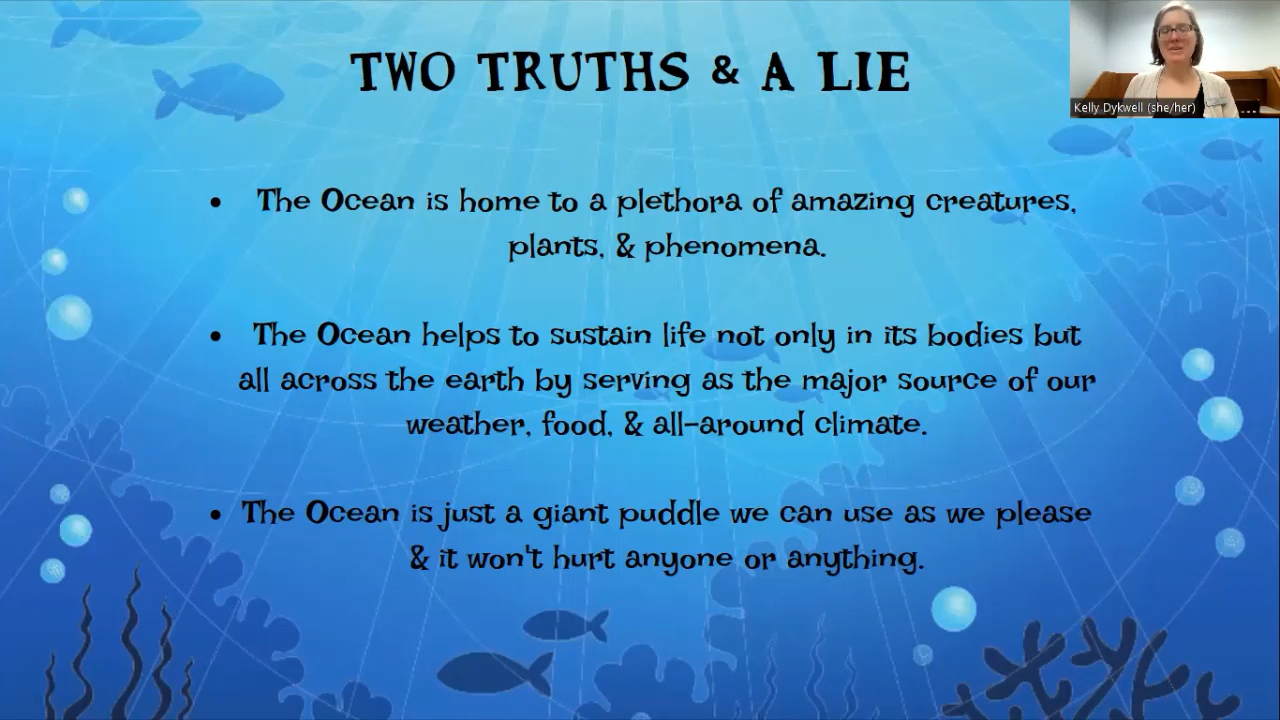 TWO TRUTHS & A LIE
Kelly Dykwell (she/her)
• The Ocean is home to a plethora of amazing creatures,
plants, & phenomena.
• The Ocean helps to sustain life not only in its bodies but
all across the earth by serving as the major source of our
weather, food, & all-around climate.
• The Ocean is just a giant puddle we can use as we please
& it won't hurt anyone or anything.